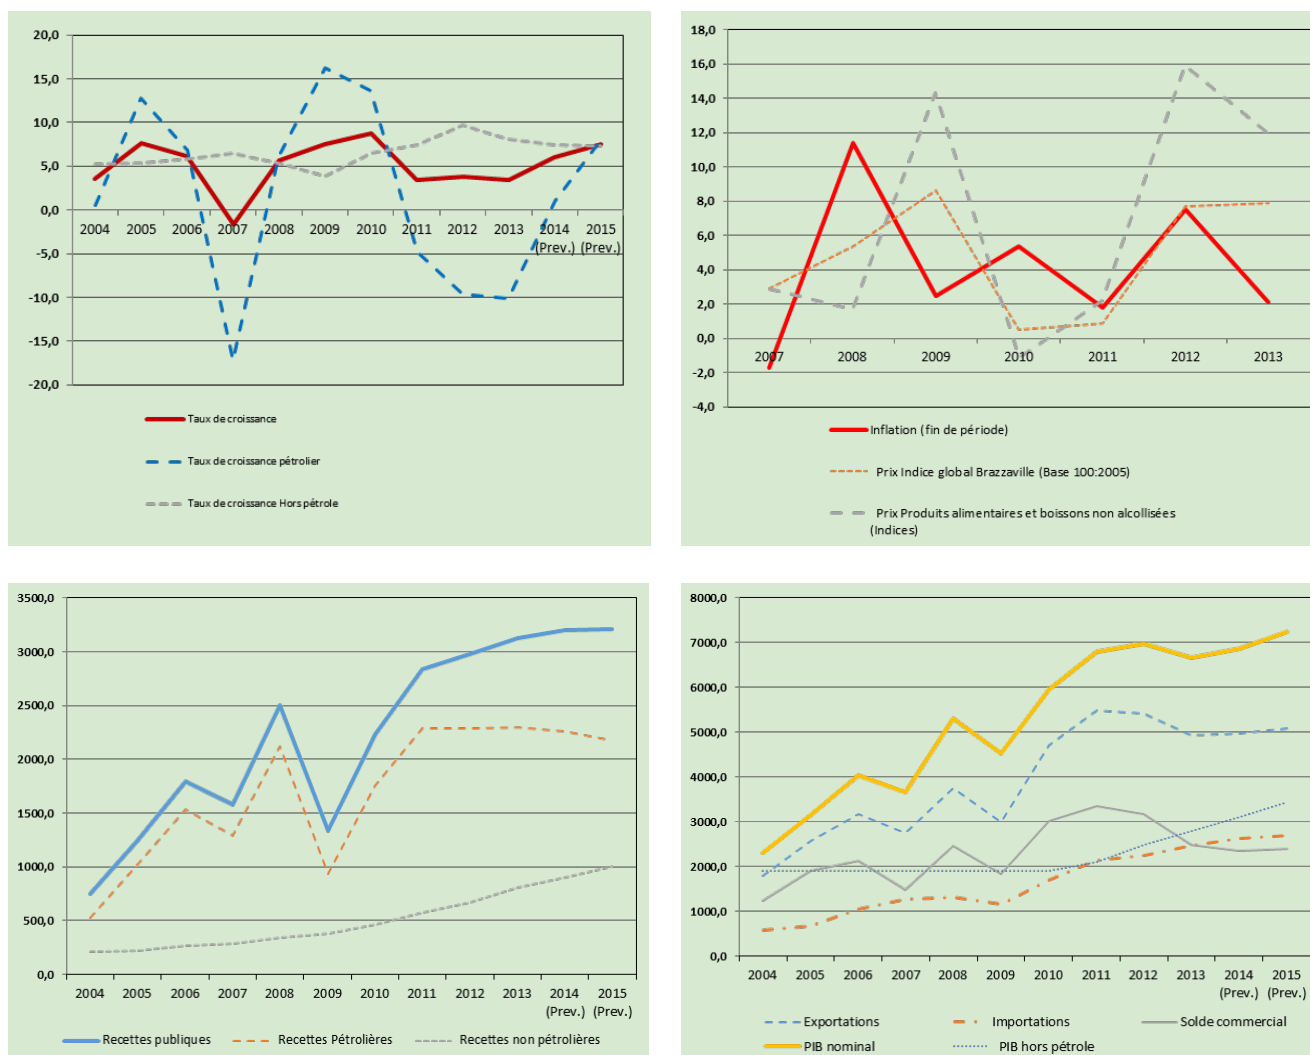 20,0
15,0
10,0
5,0
0,0
-5,0
-10,0
-15,0
-20,0
2004 2005 2006 2007 2008 2009 2010 2011 2012 2013 2014 2015
(Prev.) (Prev.)
Taux de croissance
Taux de croissance pétrolier
Taux de croissance Hors pétrole
18,0
16,0
14,0
12,0
10,0
8,0
6,0
4,0
2,0
0,0
-2,0
-4,0
2007 2008 2009 2010 2011 2012 2013
Inflation (fin de période)
Prix Indice global Brazzaville (Base 100:2005)
Prix Produits alimentaires et boissons non alcollisées
(Indices)
3500,0
3000,0
2500,0
2000,0
1500,0
1000,0
500,0
0,0
2004 2005 2006 2007 2008 2009 2010 2011 2012 2013 2014 2015
(Prev.) (Prev.)
Recettes publiques Recettes Pétrolières Recettes non pétrolières
8000,0
7000,0
6000,0
5000,0
4000,0
3000,0
2000,0
1000,0
0,0
2004 2005 2006 2007 2008 2009 2010 2011 2012 2013 2014 2015
(Prev.) (Prev.)
Exportations Importations Solde commercial
PIB nominal PIB hors pétrole